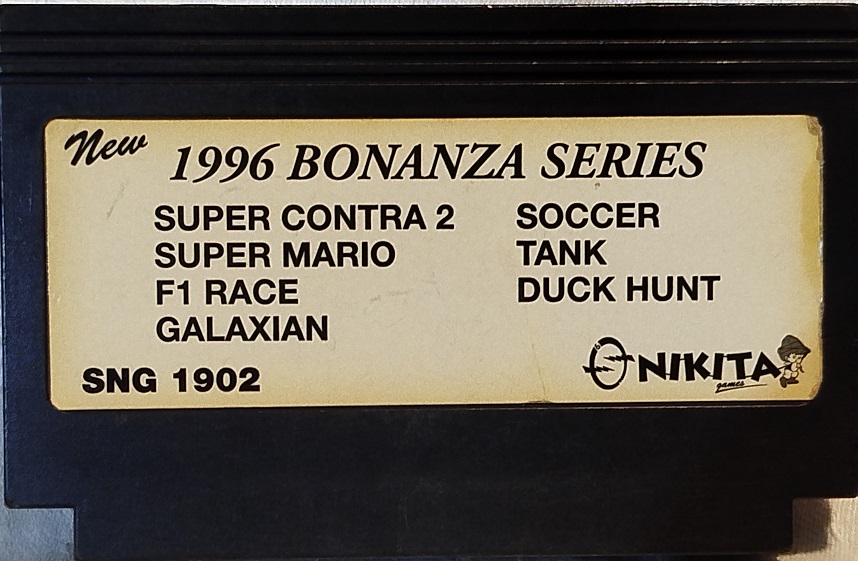 New
1996 BONANZA SERIES
SUPER CONTRA 2
SUPER MARIO
F1 RACE
GALAXIAN
SOCCER
TANK
DUCK HUNT
SNG 1902
NIKITA
games